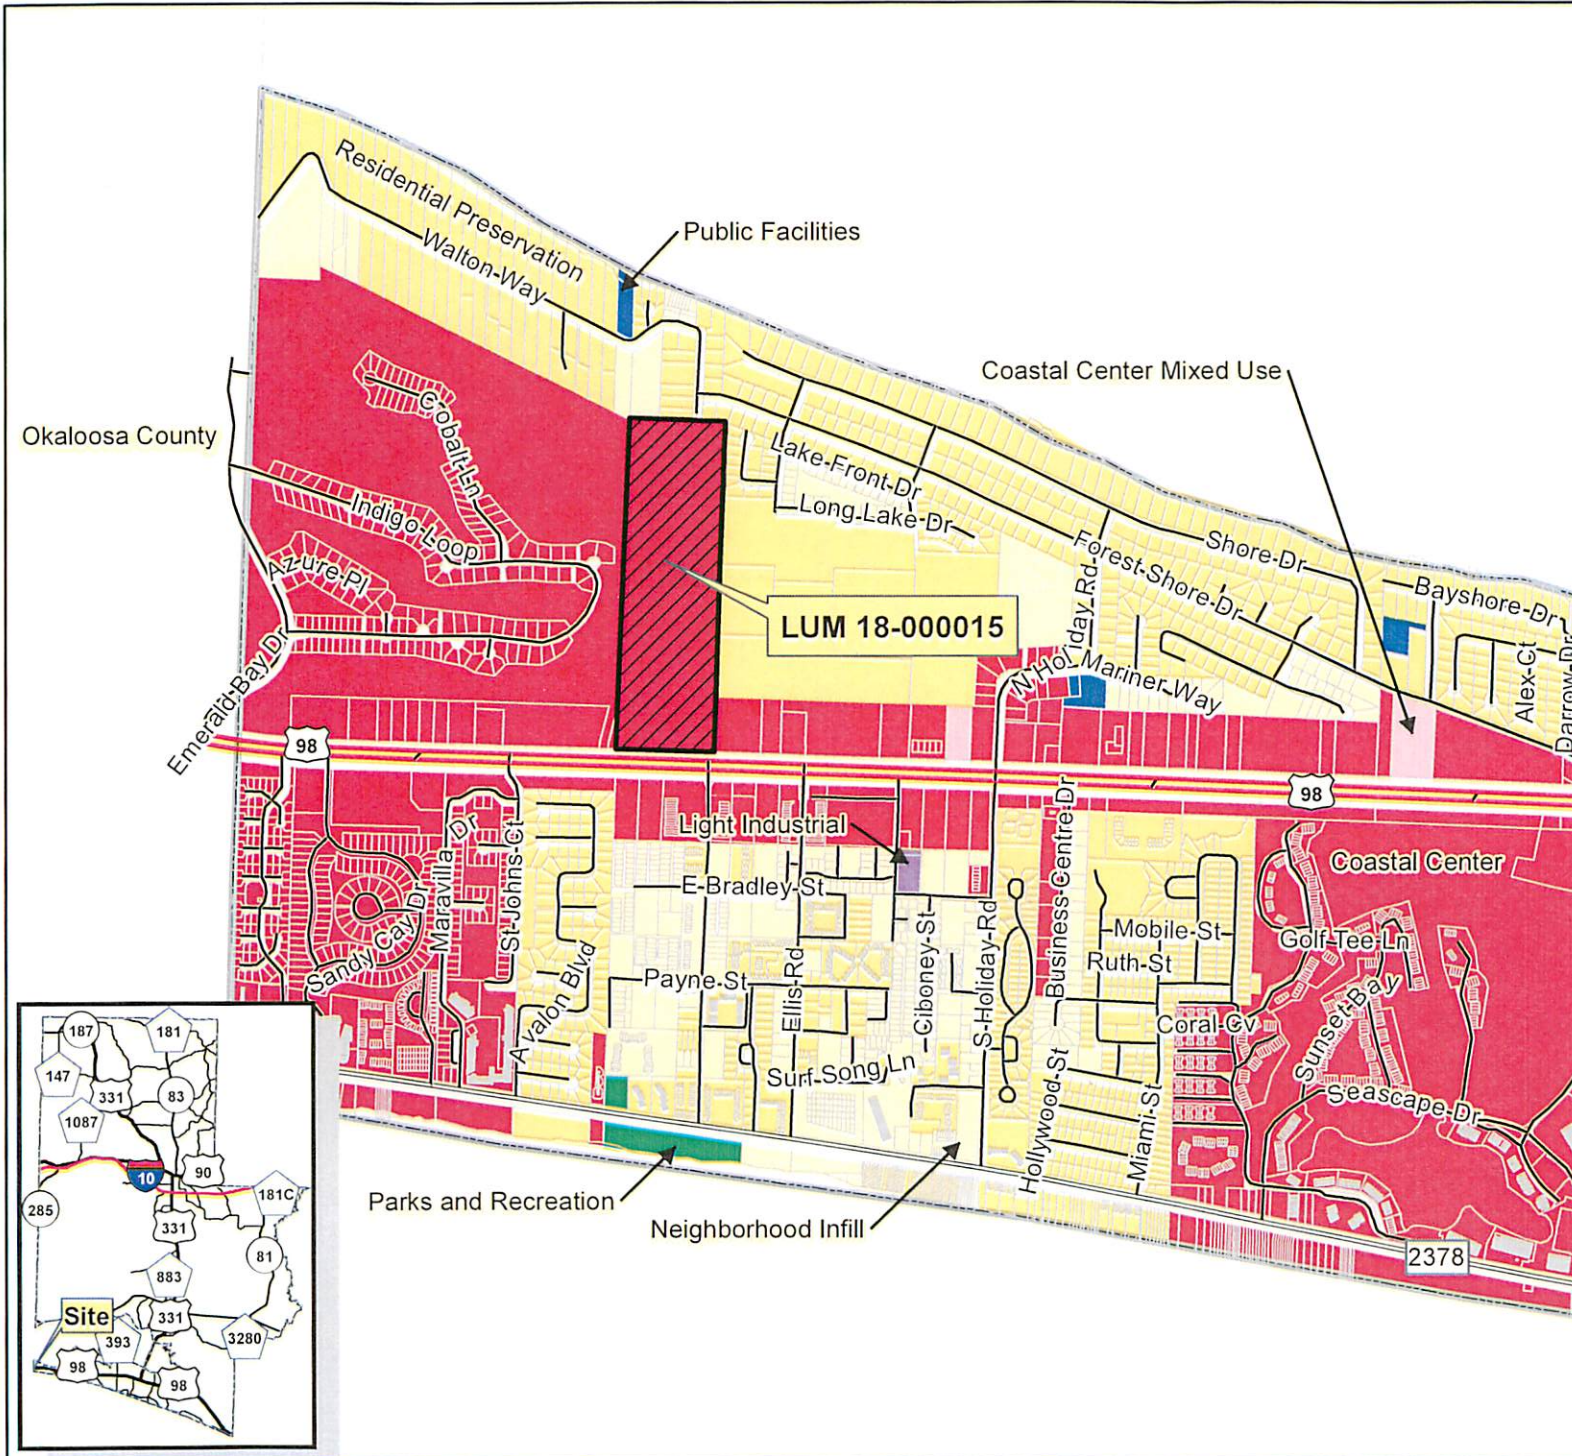 Residential Preservation
Walton Way
Public Facilities
Coastal Center Mixed Use
Okaloosa County
Cobalt Ln
Indigo Loop
Azure Pl
Emerald Bay Dr
Lake Front Dr
Long Lake Dr
Shore Dr
Forest Shore Dr
Bayshore Dr
Alex Ct
Darrow Dr
N Holiday Rd
Mariner Way
LUM 18-000015
98
98
Light Industrial
Coastal Center
Maravilla Dr
St Johns Ct
Sandy Cay Dr
Avalon Blvd
E Bradley St
Payne St
Ellis Rd
Ciboney St
S Holiday Rd
Business Centre Dr
Mobile St
Ruth St
Golf Tee Ln
Coral Cv
Sunset Bay
Seascape Dr
Surf Song Ln
Hollywood St
Miami St
Parks and Recreation
Neighborhood Infill
2378
187
181
147
331
83
1087
90
10
181C
285
331
81
883
Site
331
393
3280
98
98